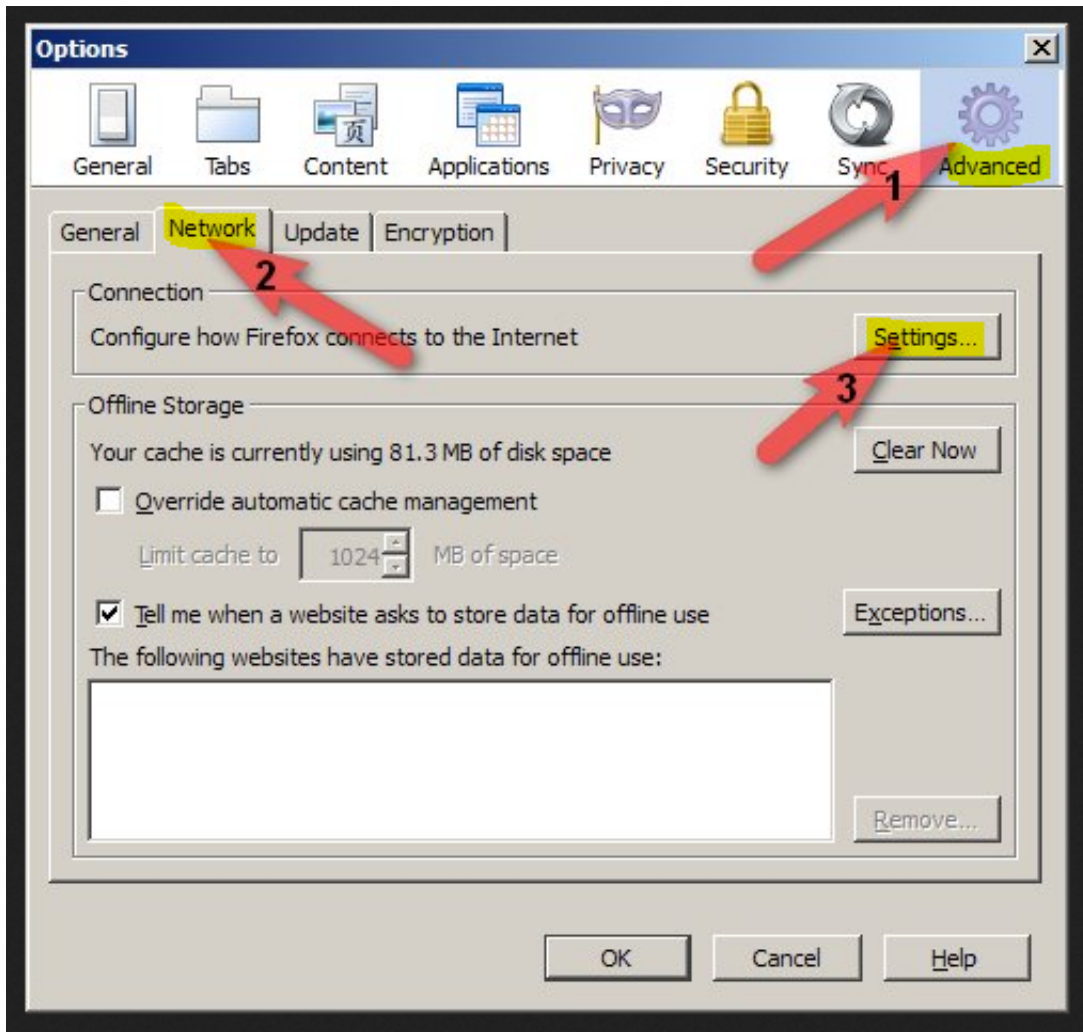 Options
General Tabs Content Applications Privacy Security Sync Advanced
页
1
General Network Update Encryption
2
Connection
Configure how Firefox connects to the Internet
Settings...
3
Offline Storage
Your cache is currently using 81.3 MB of disk space
Clear Now
Override automatic cache management
Limit cache to 1024 MB of space
Tell me when a website asks to store data for offline use
Exceptions...
The following websites have stored data for offline use:
Remove...
OK Cancel Help